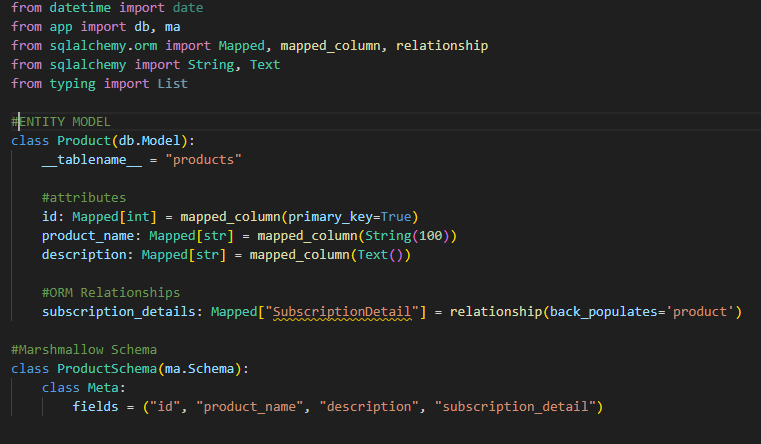 from datetime import date
from app import db, ma
from sqlalchemy.orm import Mapped, mapped_column, relationship
from sqlalchemy import String, Text
from typing import List
#ENTITY MODEL
class Product(db.Model):
__tablename__ = "products"
#attributes
id: Mapped[int] = mapped_column(primary_key=True)
product_name: Mapped[str] = mapped_column(String(100))
description: Mapped[str] = mapped_column(Text())
#ORM Relationships
subscription_details: Mapped["SubscriptionDetail"] = relationship(back_populates='product')
#Marshmallow Schema
class ProductSchema(ma.Schema):
class Meta:
fields = ("id", "product_name", "description", "subscription_detail")